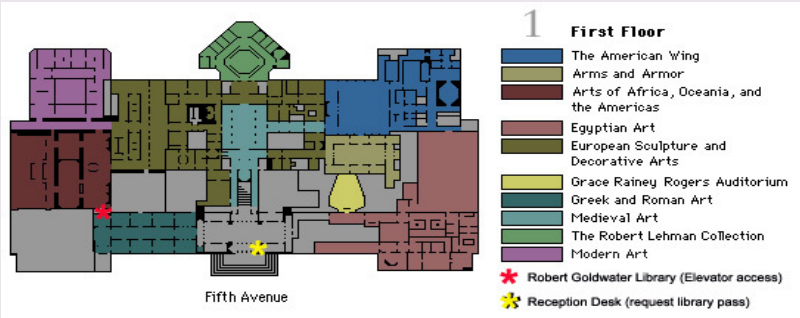 1 First Floor
The American Wing
Arms and Armor
Arts of Africa, Oceania, and
the Americas
Egyptian Art
European Sculpture and
Decorative Arts
Grace Rainey Rogers Auditorium
Greek and Roman Art
Medieval Art
The Robert Lehman Collection
Modern Art
Robert Goldwater Library (Elevator access)
Reception Desk (request library pass)
Fifth Avenue